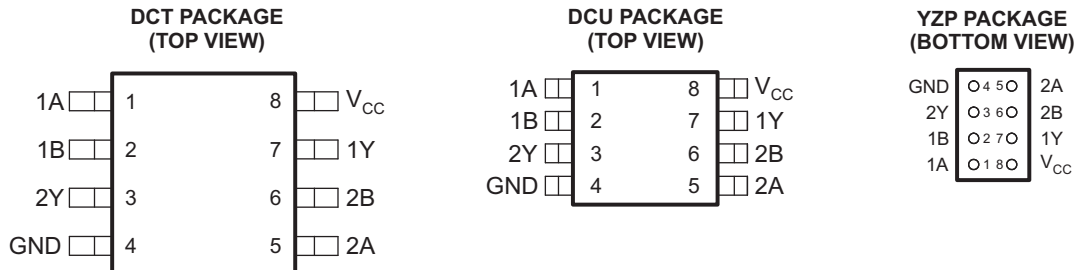 DCT PACKAGE
(TOP VIEW)
1A 1 8 VCC
1B 2 7 1Y
2Y 3 6 2B
GND 4 5 2A
DCU PACKAGE
(TOP VIEW)
1A 1 8 VCC
1B 2 7 1Y
2Y 3 6 2B
GND 4 5 2A
YZP PACKAGE
(BOTTOM VIEW)
GND 4 5 2A
2Y 3 6 2B
1B 2 7 1Y
1A 1 8 VCC